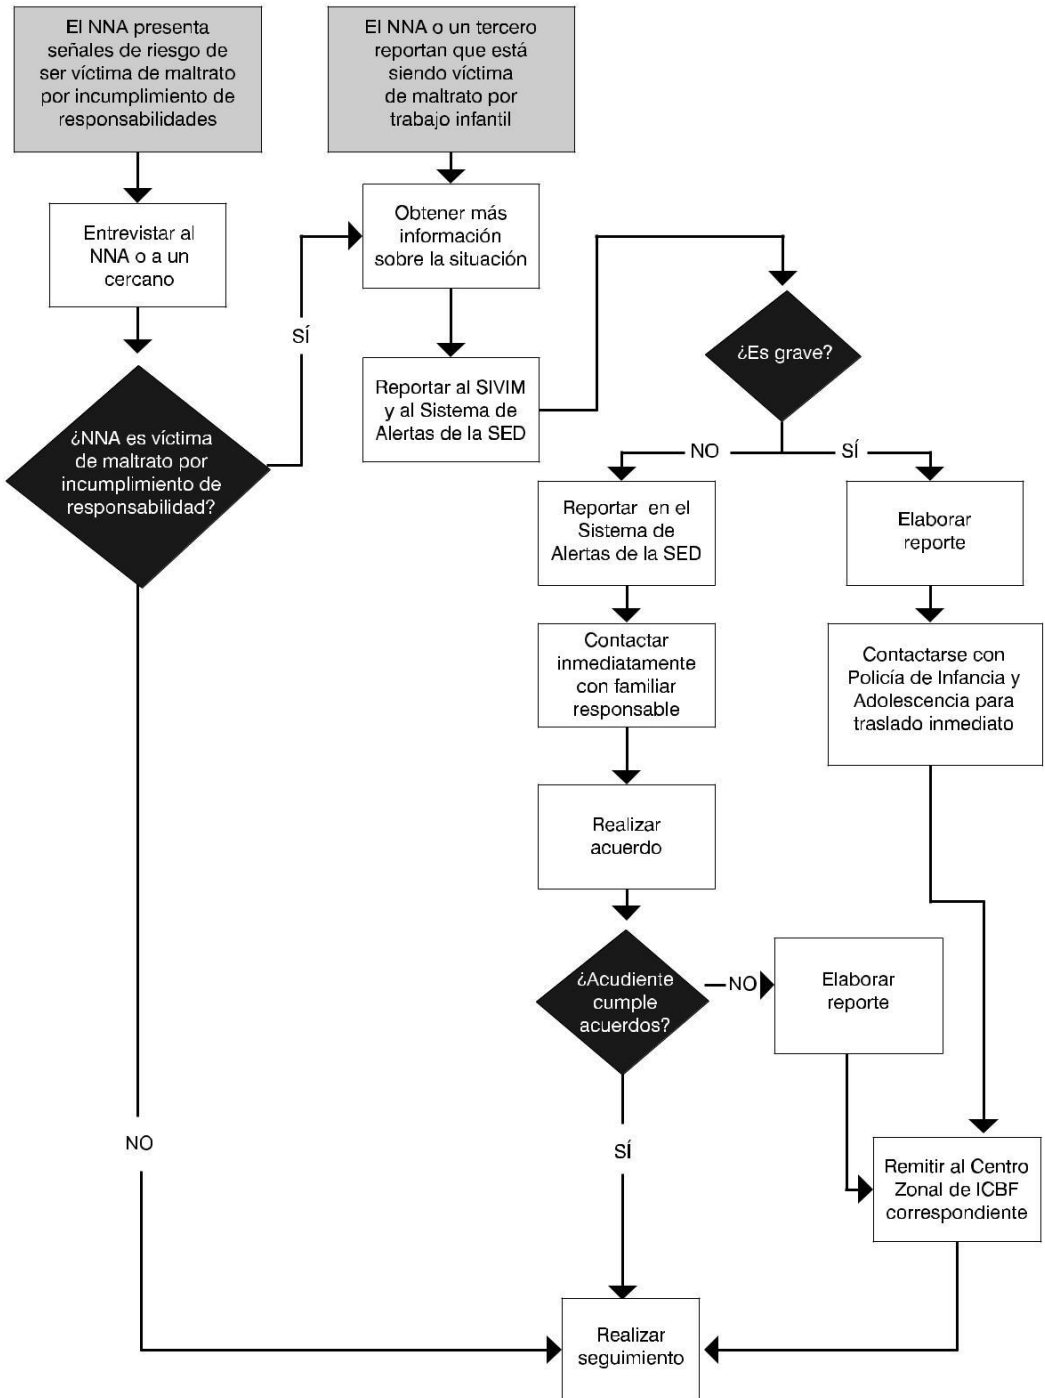 El NNA presenta
señales de riesgo de
ser víctima de maltrato
por incumplimiento de
responsabilidades
El NNA o un tercero
reportan que está
siendo víctima
de maltrato por
trabajo infantil
Entrevistar al
NNA o a un
cercano
Obtener más
información
sobre la situación
SÍ
¿Es grave?
Reportar al SIVIM
y al Sistema de
Alertas de la SED
¿NNA es víctima
de maltrato por
incumplimiento de
responsabilidad?
NO
SÍ
Reportar en el
Sistema de
Alertas de la SED
Elaborar
reporte
Contactar
inmediatamente
con familiar
responsable
Contactarse con
Policía de Infancia y
Adolescencia para
traslado inmediato
Realizar
acuerdo
¿Acudiente
cumple
acuerdos?
NO
Elaborar
reporte
NO
SÍ
Remitir al Centro
Zonal de ICBF
correspondiente
Realizar
seguimiento